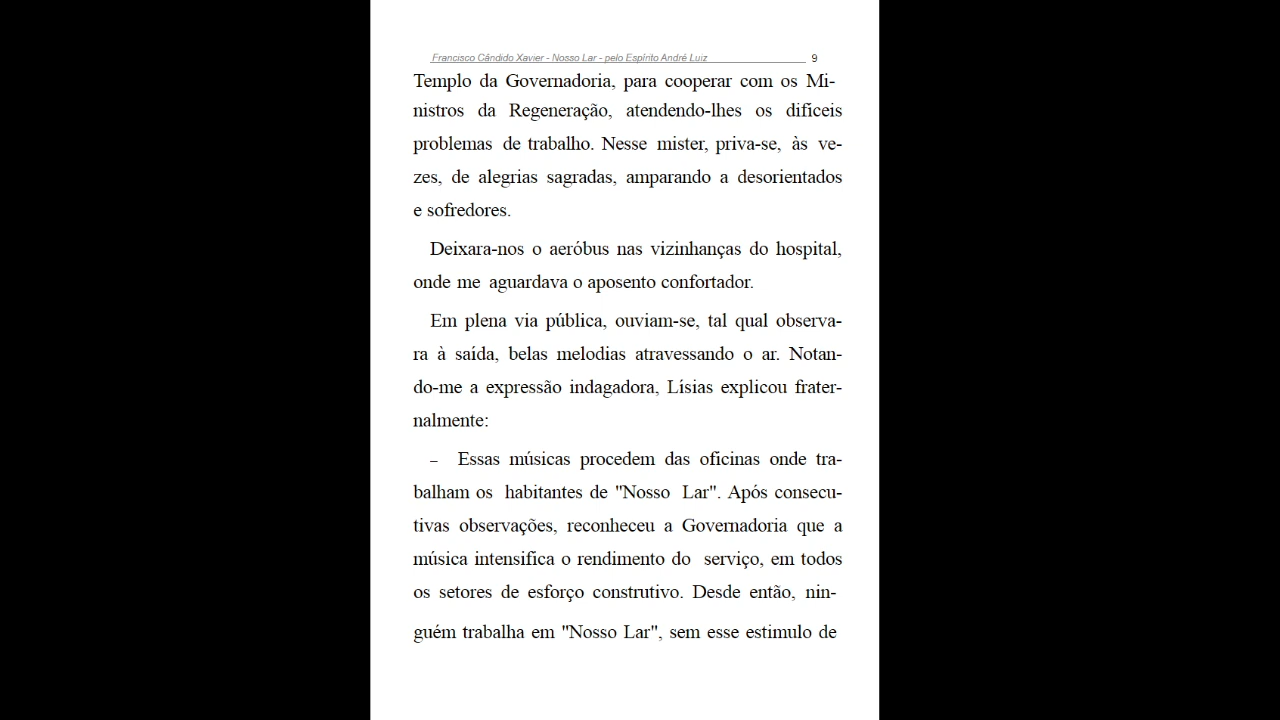 Francisco Cândido Xavier - Nosso Lar - pelo Espírito André Luiz 9
Templo da Governadoria, para cooperar com os Mi-
nistros da Regeneração, atendendo-lhes os difíceis
problemas de trabalho. Nesse mister, priva-se, às ve-
zes, de alegrias sagradas, amparando a desorientados
e sofredores.
Deixara-nos o aeróbus nas vizinhanças do hospital,
onde me aguardava o aposento confortador.
Em plena via pública, ouviam-se, tal qual observa-
ra à saída, belas melodias atravessando o ar. Notan-
do-me a expressão indagadora, Lísias explicou frater-
nalmente:
– Essas músicas procedem das oficinas onde tra-
balham os habitantes de "Nosso Lar". Após consecu-
tivas observações, reconheceu a Governadoria que a
música intensifica o rendimento do serviço, em todos
os setores de esforço construtivo. Desde então, nin-
guém trabalha em "Nosso Lar", sem esse estimulo de